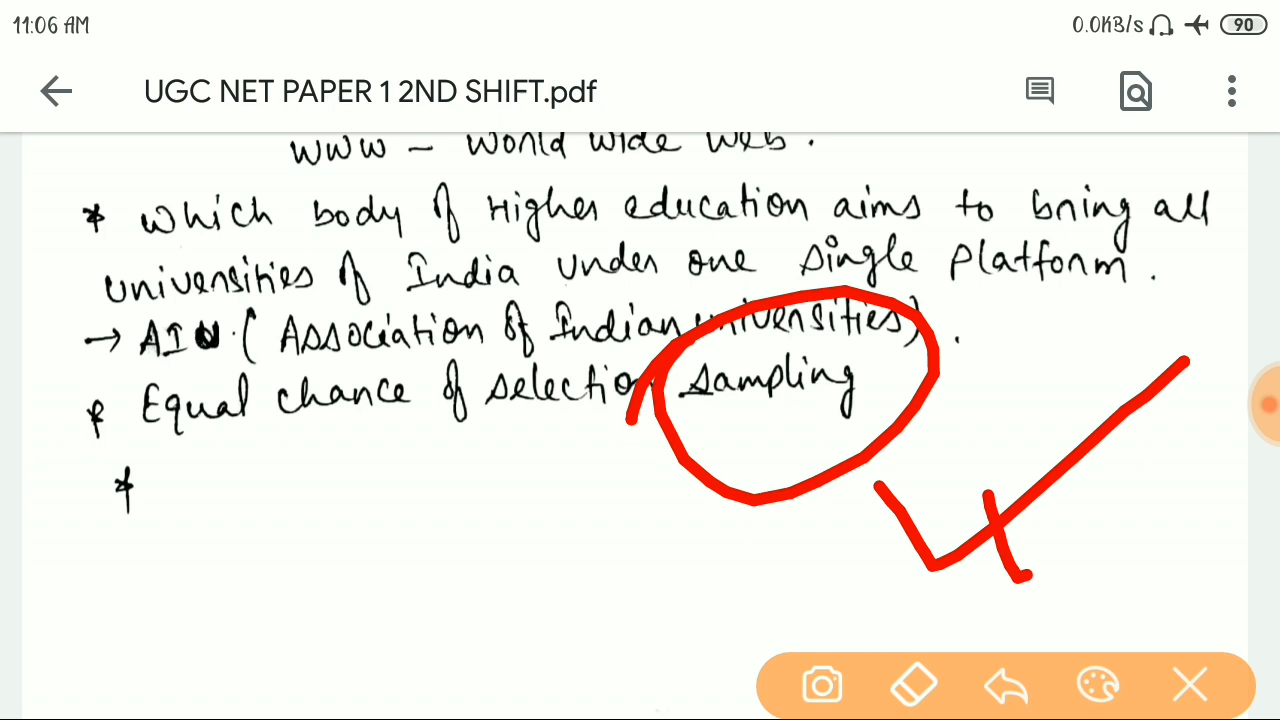 11:06 AM
0.0KB/s 90
UGC NET PAPER 1 2ND SHIFT.pdf
WWW - World Wide Web.
* Which body of Higher education aims to bring all
universities of India under one single platform.
→ AIU. ( Association of Indian universities) .
* Equal chance of selection sampling
*